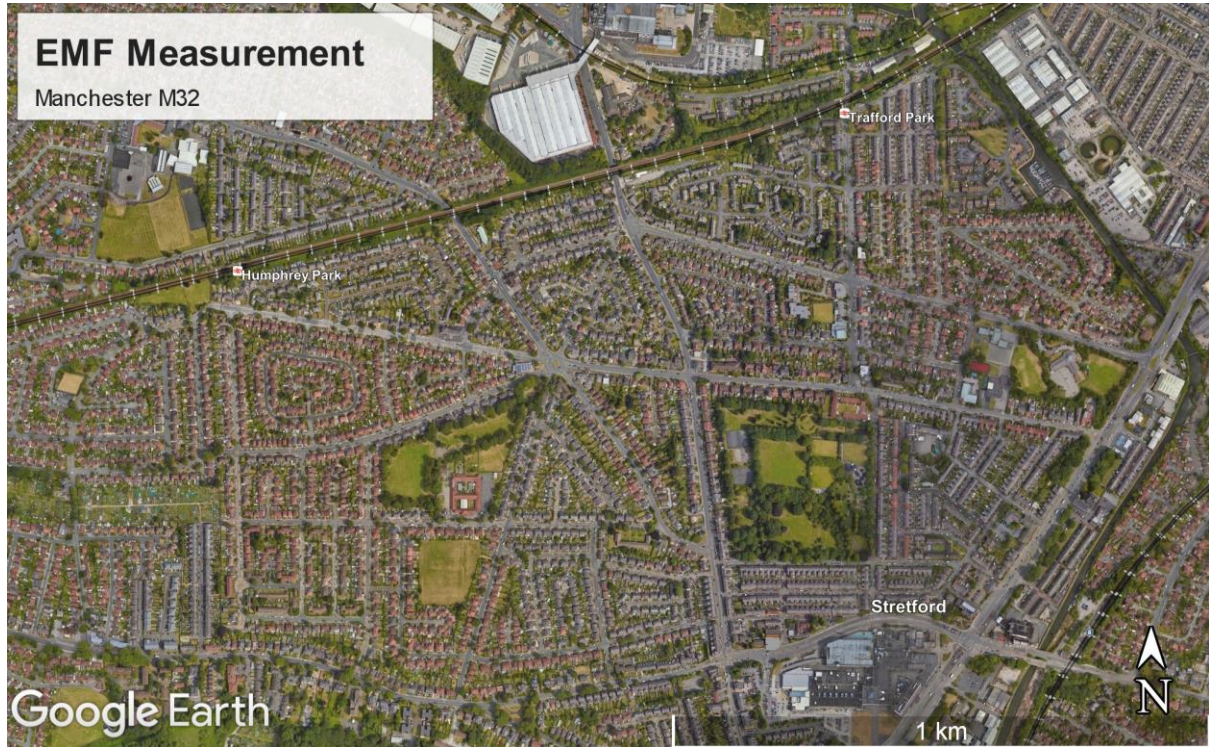 EMF Measurement
Manchester M32
Trafford Park
Humphrey Park
Stretford
Google Earth
N
1 km